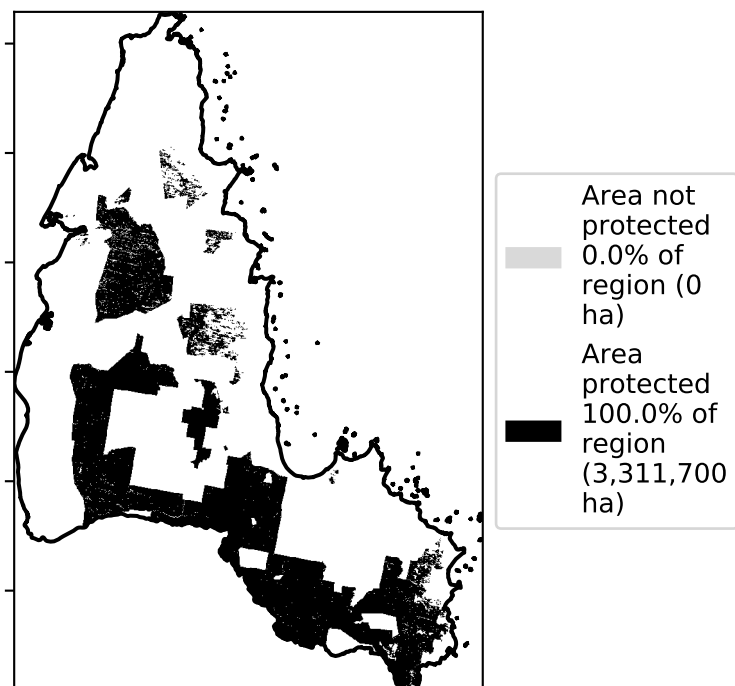 Area not
protected
0.0% of
region (0
ha)
Area
protected
100.0% of
region
(3,311,700
ha)